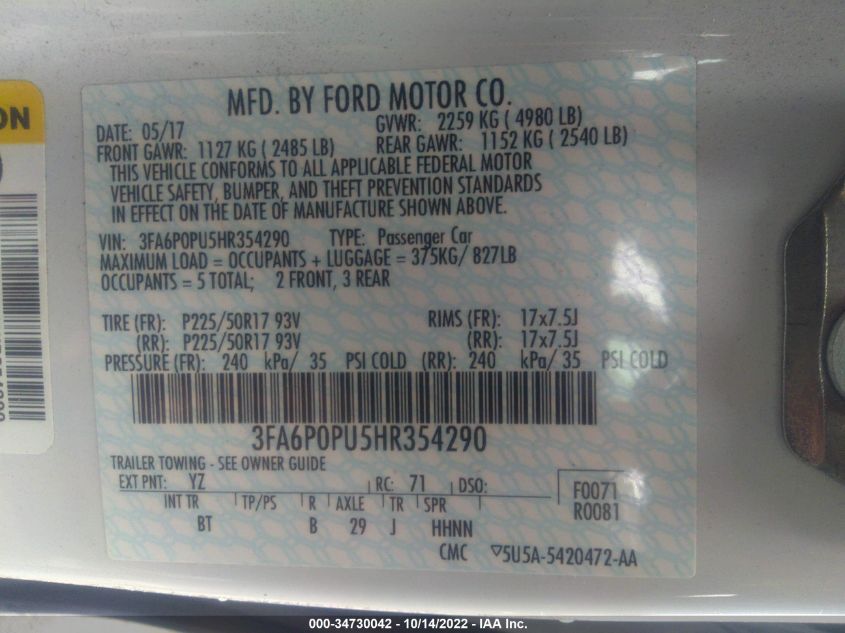 ON
MFD. BY FORD MOTOR CO.
DATE: 05/17 GVWR: 2259 KG ( 4980 LB)
FRONT GAWR: 1127 KG ( 2485 LB) REAR GAWR: 1152 KG ( 2540 LB)
THIS VEHICLE CONFORMS TO ALL APPLICABLE FEDERAL MOTOR
VEHICLE SAFETY, BUMPER, AND THEFT PREVENTION STANDARDS
IN EFFECT ON THE DATE OF MANUFACTURE SHOWN ABOVE.
VIN: 3FA6P0PU5HR354290 TYPE: Passenger Car
MAXIMUM LOAD = OCCUPANTS + LUGGAGE = 375KG/ 827LB
OCCUPANTS = 5 TOTAL; 2 FRONT, 3 REAR
TIRE (FR): P225/50R17 93V RIMS (FR): 17x7.5J
(RR): P225/50R17 93V (RR): 17x7.5J
PRESSURE (FR): 240 kPa/ 35 PSI COLD (RR): 240 kPa/ 35 PSI COLD
3FA6P0PU5HR354290
TRAILER TOWING - SEE OWNER GUIDE
EXT PNT: YZ RC: 71 DSO: F0071
R0081
INT TR TP/PS R AXLE TR SPR
BT B 29 J HHNN
CMC ▽5U5A-5420472-AA
000-34730042 - 10/14/2022 - IAA Inc.